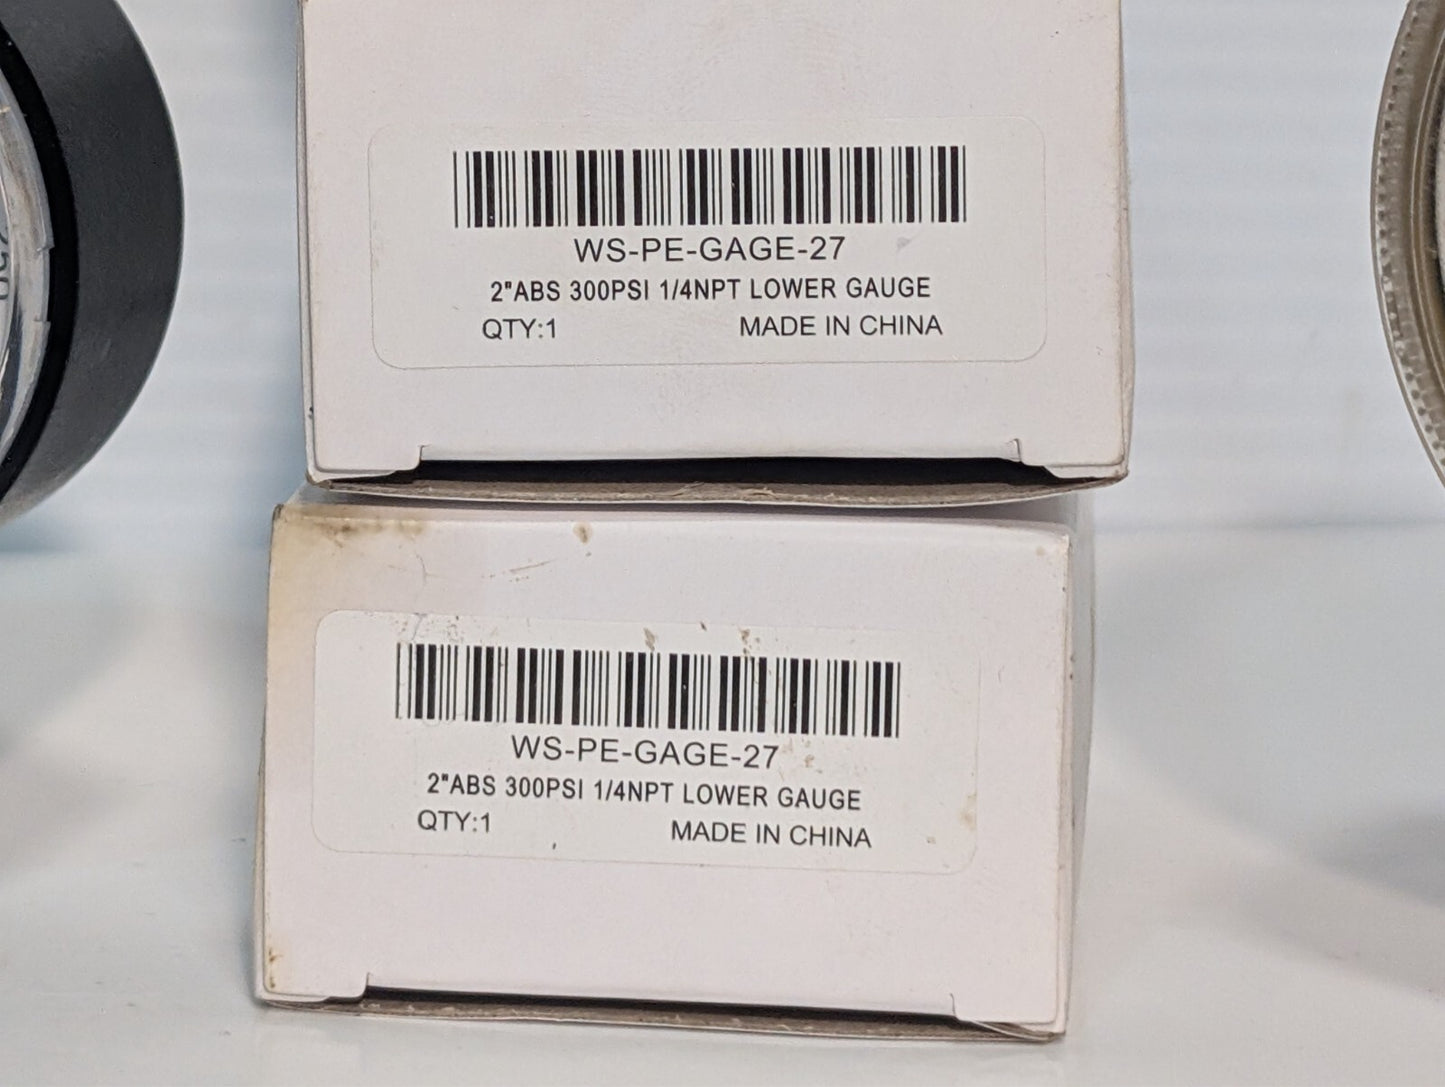 WS-PE-GAGE-27
2"ABS 300PSI 1/4NPT LOWER GAUGE
QTY:1 MADE IN CHINA
WS-PE-GAGE-27
2"ABS 300PSI 1/4NPT LOWER GAUGE
QTY:1 MADE IN CHINA